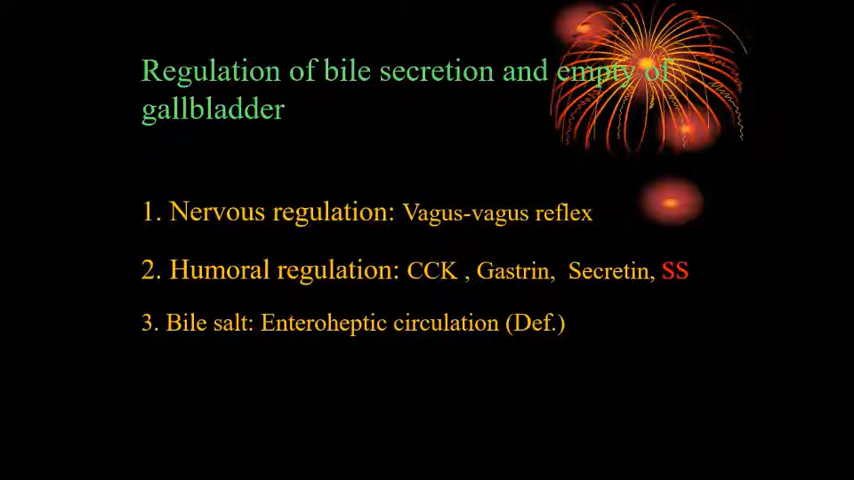 Regulation of bile secretion and empty of
gallbladder
1. Nervous regulation: Vagus-vagus reflex
2. Humoral regulation: CCK , Gastrin, Secretin, SS
3. Bile salt: Enteroheptic circulation (Def.)